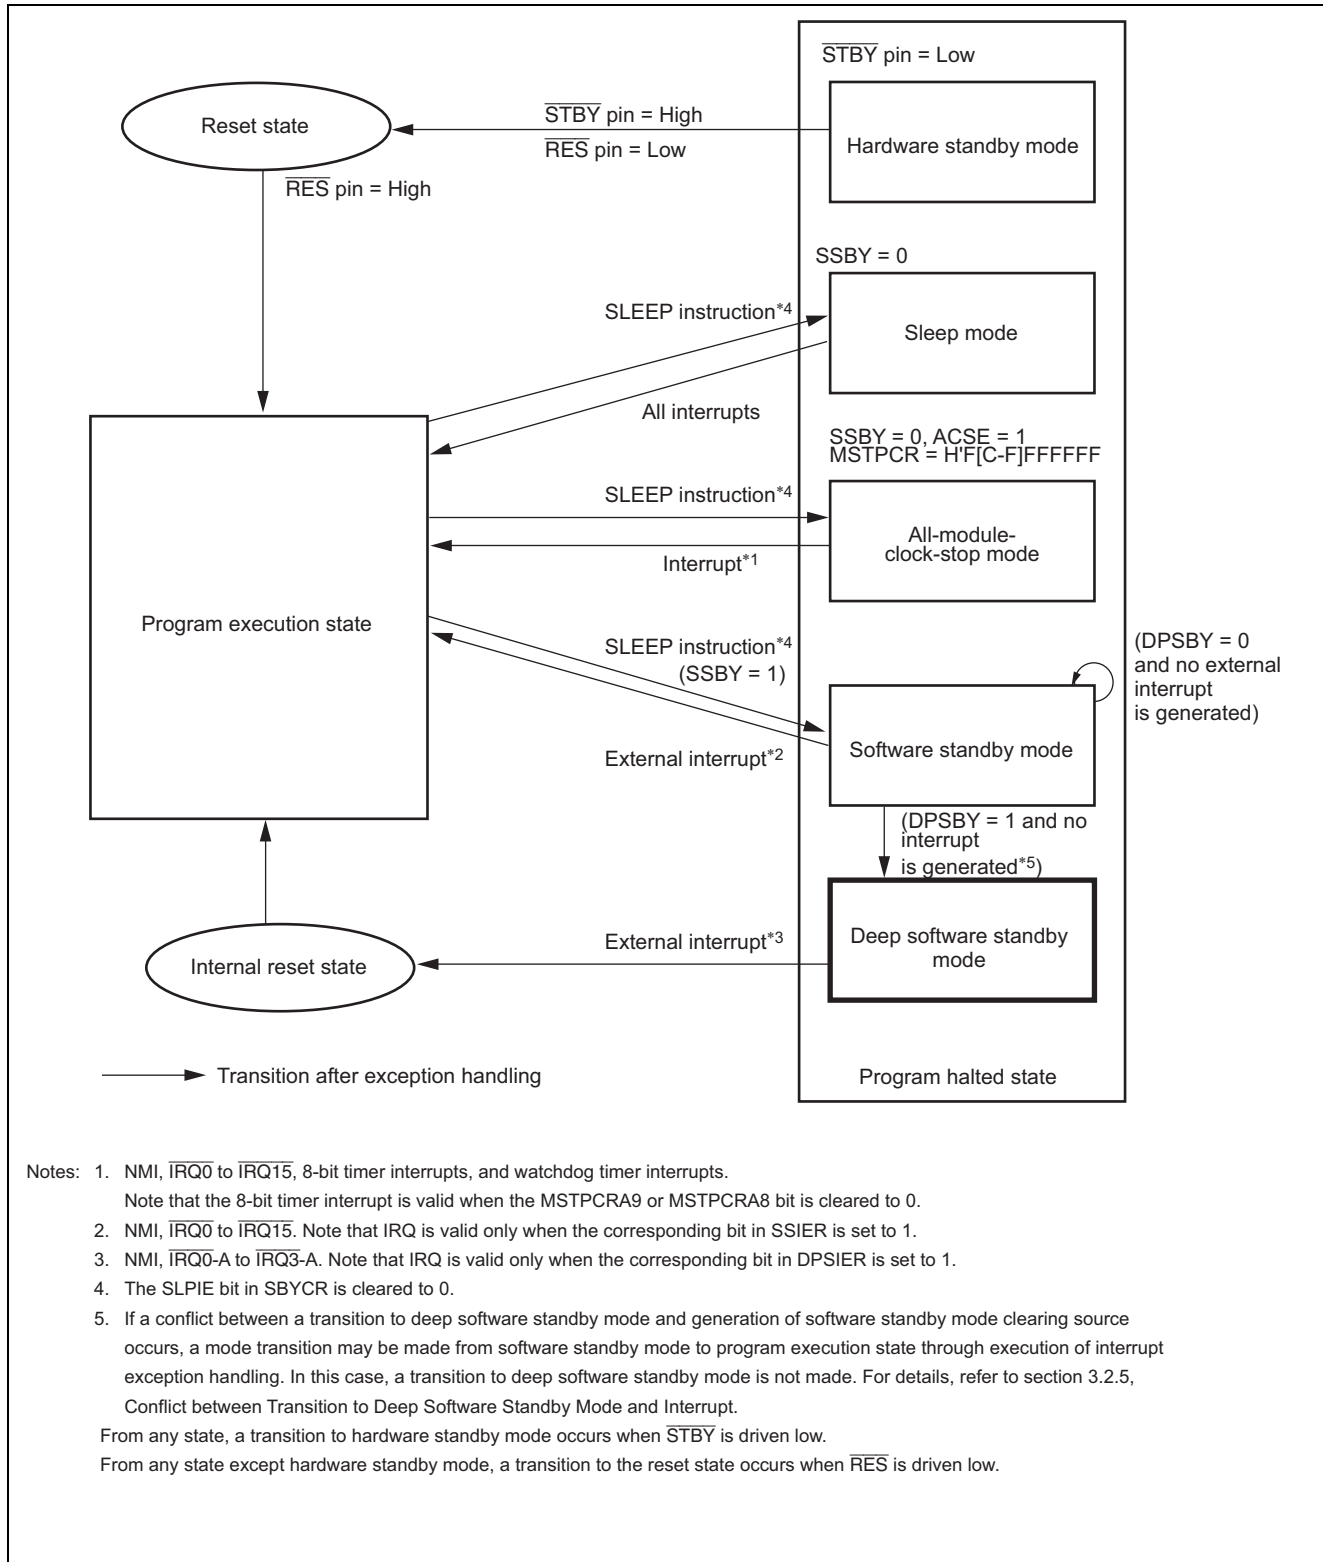 STBY pin = Low
Reset state
STBY pin = High
RES pin = Low
Hardware standby mode
RES pin = High
SSBY = 0
SLEEP instruction*4
Sleep mode
All interrupts
SSBY = 0, ACSE = 1
MSTPCR = H'F[C-F]FFFFFF
SLEEP instruction*4
All-module-
clock-stop mode
Interrupt*1
Program execution state
SLEEP instruction*4
(SSBY = 1)
(DPSBY = 0
and no external
interrupt
is generated)
Software standby mode
External interrupt*2
(DPSBY = 1 and no
interrupt
is generated*5)
Deep software standby
mode
External interrupt*3
Internal reset state
Transition after exception handling
Program halted state
Notes: 1. NMI, IRQ0 to IRQ15, 8-bit timer interrupts, and watchdog timer interrupts.
Note that the 8-bit timer interrupt is valid when the MSTPCRA9 or MSTPCRA8 bit is cleared to 0.
2. NMI, IRQ0 to IRQ15. Note that IRQ is valid only when the corresponding bit in SSIER is set to 1.
3. NMI, IRQ0-A to IRQ3-A. Note that IRQ is valid only when the corresponding bit in DPSIER is set to 1.
4. The SLPIE bit in SBYCR is cleared to 0.
5. If a conflict between a transition to deep software standby mode and generation of software standby mode clearing source
occurs, a mode transition may be made from software standby mode to program execution state through execution of interrupt
exception handling. In this case, a transition to deep software standby mode is not made. For details, refer to section 3.2.5,
Conflict between Transition to Deep Software Standby Mode and Interrupt.
From any state, a transition to hardware standby mode occurs when STBY is driven low.
From any state except hardware standby mode, a transition to the reset state occurs when RES is driven low.